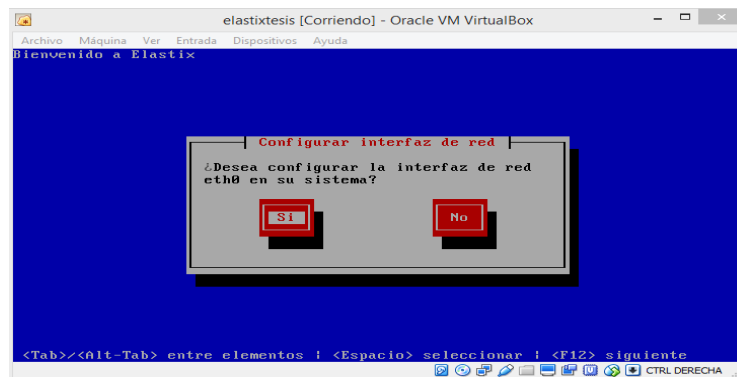 elastixtesis [Corriendo] - Oracle VM VirtualBox
Archivo Máquina Ver Entrada Dispositivos Ayuda
Bienvenido a Elastix
Configurar interfaz de red
¿Desea configurar la interfaz de red
eth0 en su sistema?
Si No
<Tab>/<Alt-Tab> entre elementos | <Espacio> seleccionar | <F12> siguiente
CTRL DERECHA